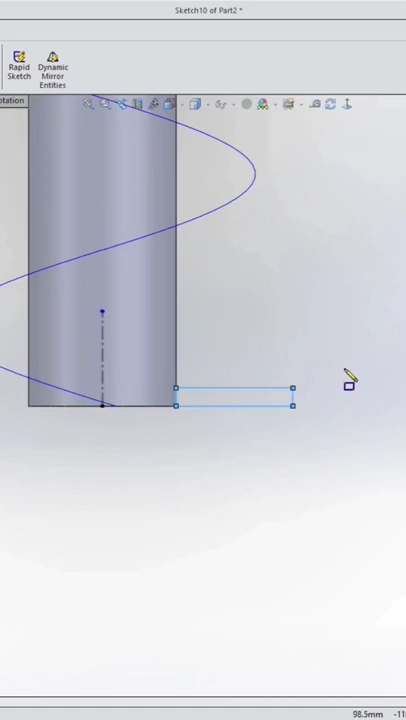 Sketch10 of Part2 *
Rapid
Sketch
Dynamic
Mirror
Entities
otation
98.5mm
-11